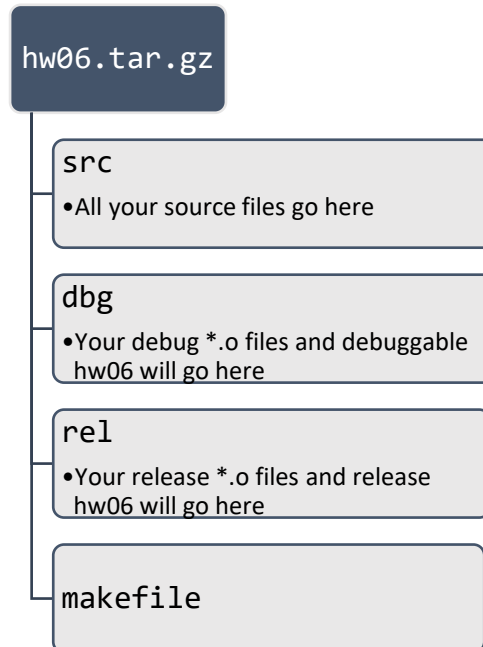 hw06.tar.gz
src
•All your source files go here
dbg
•Your debug *.o files and debuggable
hw06 will go here
rel
•Your release *.o files and release
hw06 will go here
makefile